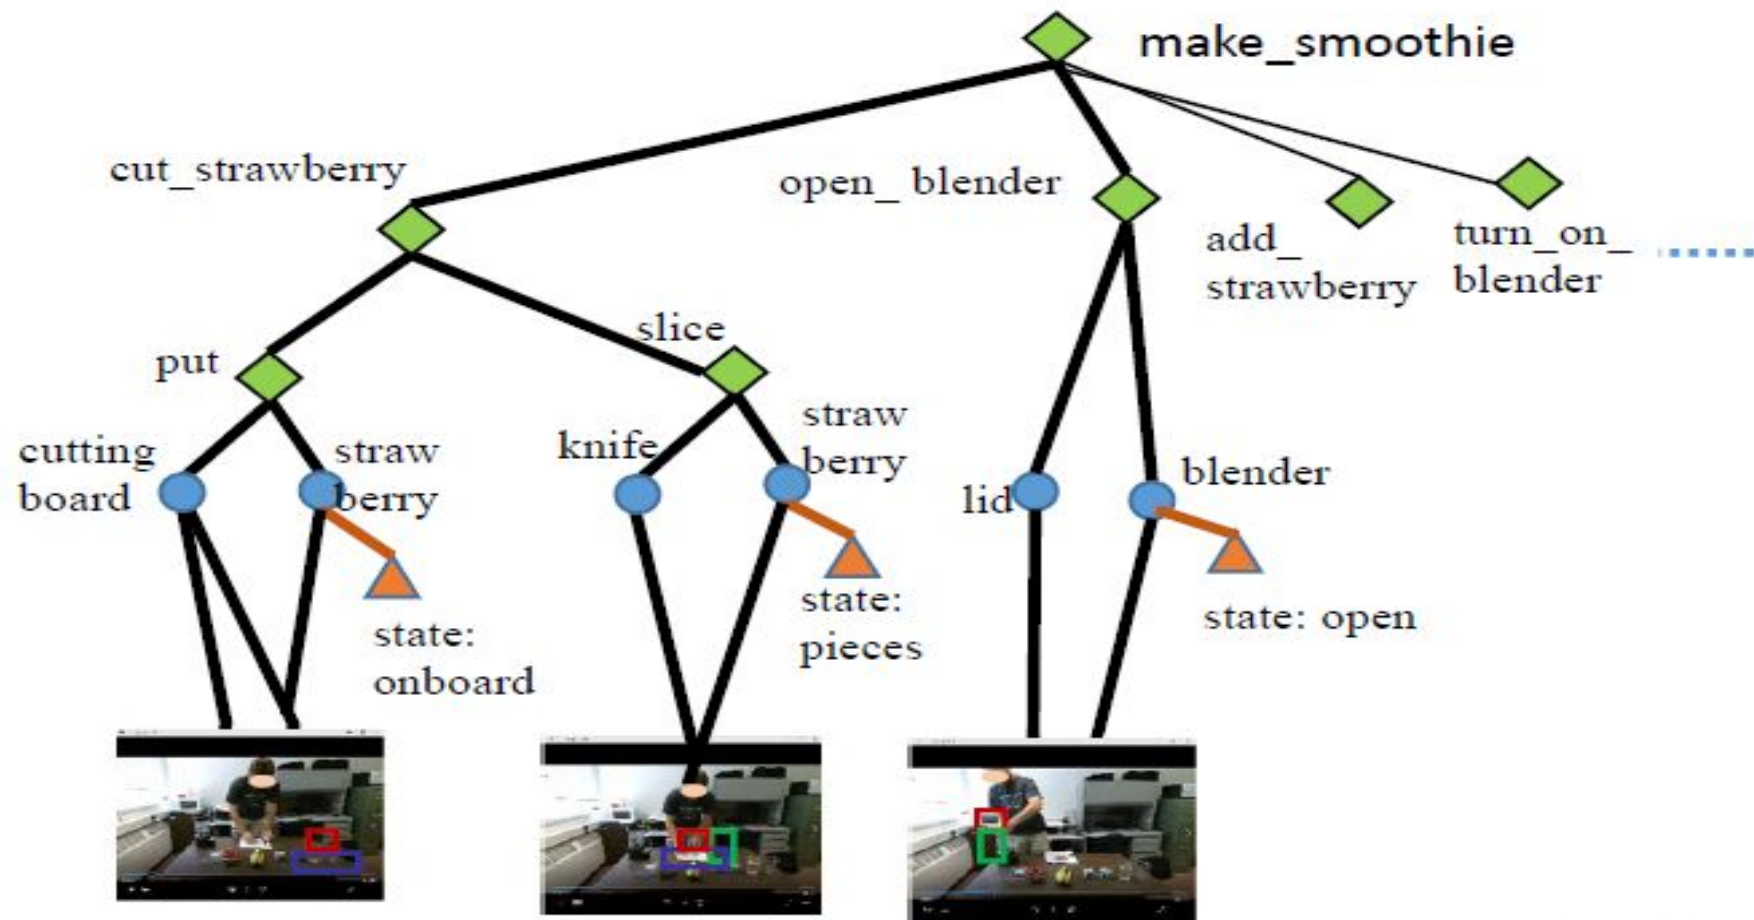 make_smoothie
cut_strawberry
open_ blender
add_
strawberry
turn_on_
blender
put
slice
cutting
board
straw
berry
knife
straw
berry
lid
blender
state:
onboard
state:
pieces
state: open